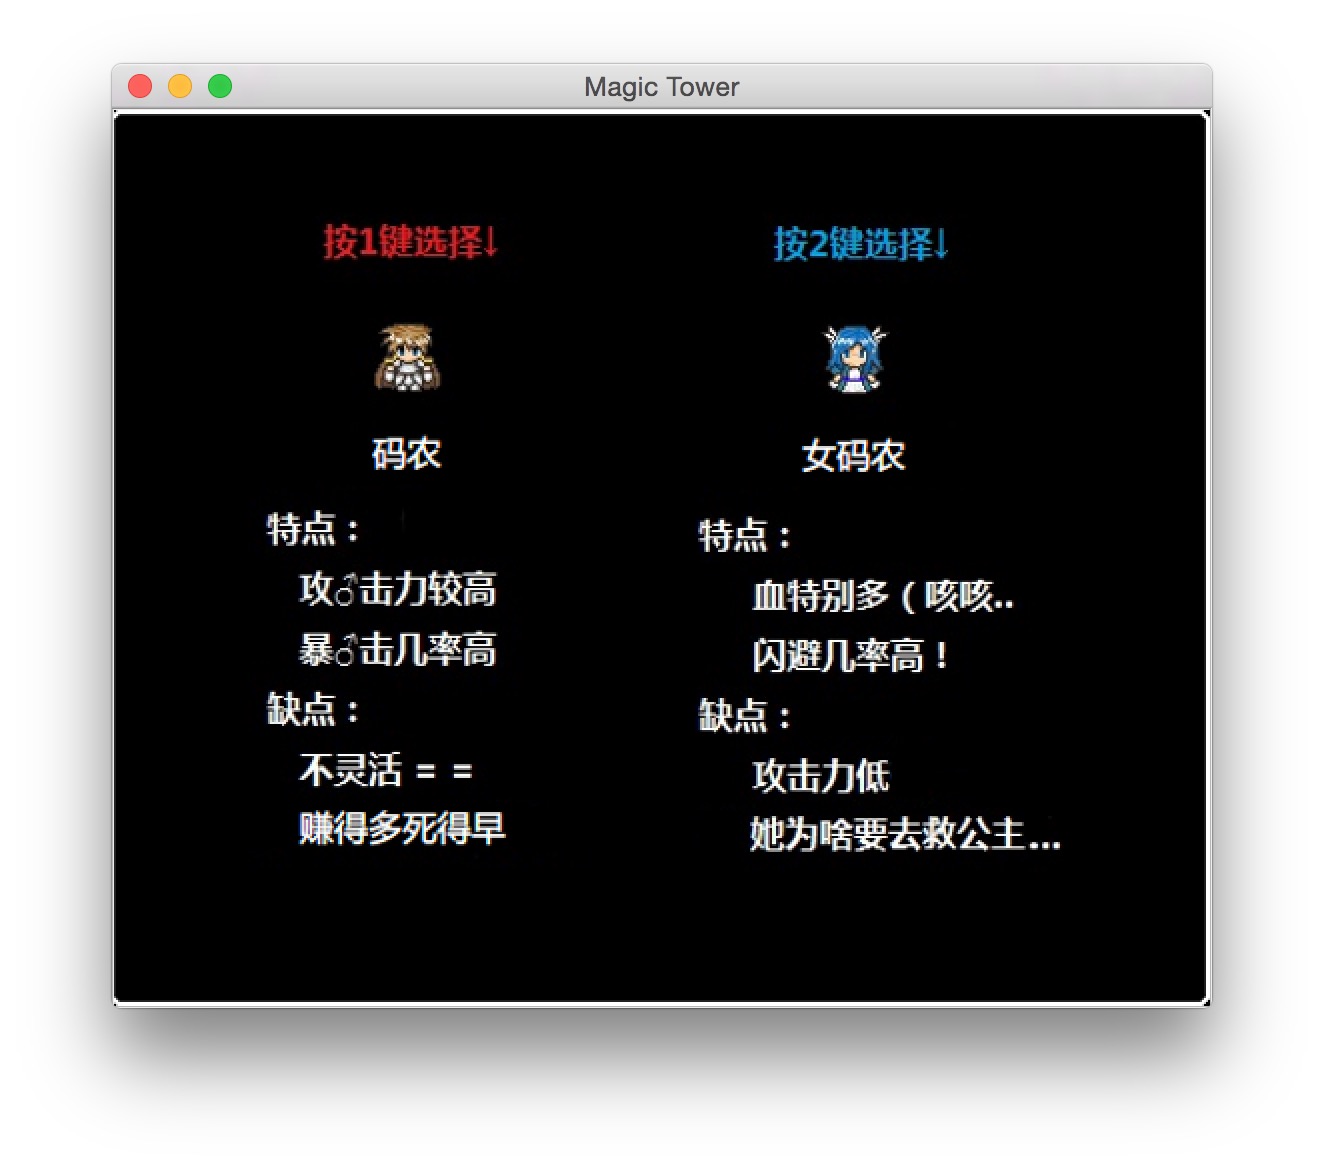 Magic Tower
按1键选择↓
码农
特点：
攻♂击力较高
暴♂击几率高
缺点：
不灵活 = =
赚得多死得早
按2键选择↓
女码农
特点：
血特别多（咳咳..
闪避几率高！
缺点：
攻击力低
她为啥要去救公主...